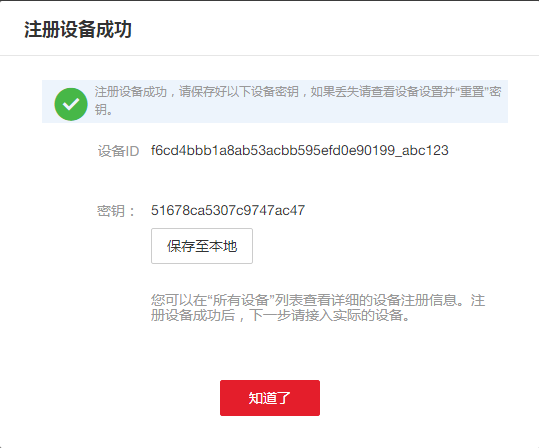 注册设备成功
注册设备成功，请保存好以下设备密钥，如果丢失请查看设备设置并“重置”密
钥。
设备ID f6cd4bbb1a8ab53acbb595efd0e90199_abc123
密钥： 51678ca5307c9747ac47
保存至本地
您可以在“所有设备”列表查看详细的设备注册信息。注
册设备成功后，下一步请接入实际的设备。
知道了